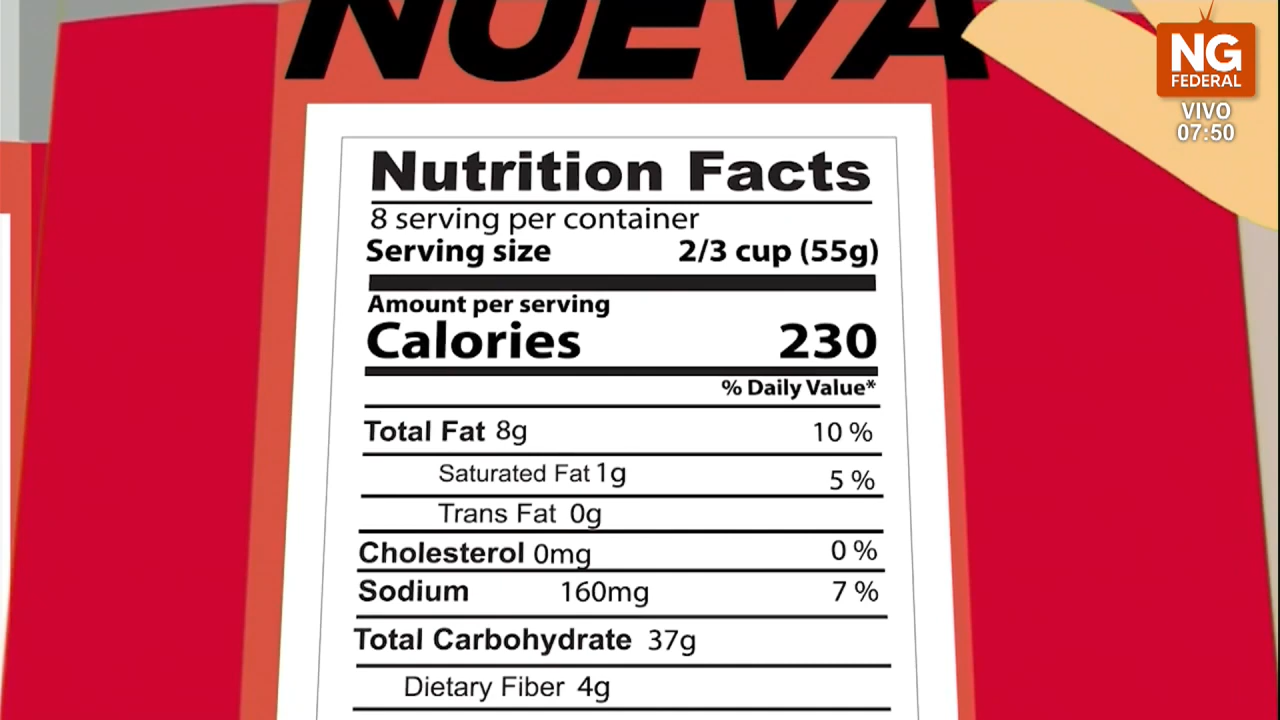 NUEVA
NG
FEDERAL
VIVO
07:50
Nutrition Facts
8 serving per container
Serving size 2/3 cup (55g)
Amount per serving
Calories 230
% Daily Value*
Total Fat 8g 10 %
Saturated Fat 1g 5 %
Trans Fat 0g
Cholesterol 0mg 0 %
Sodium 160mg 7 %
Total Carbohydrate 37g
Dietary Fiber 4g